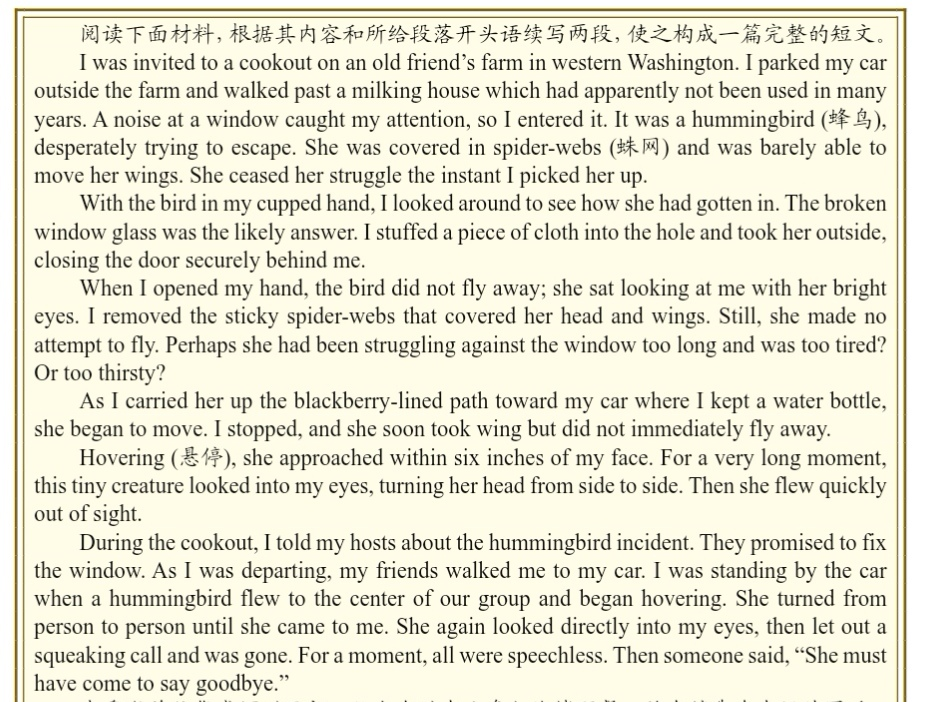 阅读下面材料，根据其内容和所给段落开头语续写两段，使之构成一篇完整的短文。
I was invited to a cookout on an old friend’s farm in western Washington. I parked my car
outside the farm and walked past a milking house which had apparently not been used in many
years. A noise at a window caught my attention, so I entered it. It was a hummingbird (蜂鸟),
desperately trying to escape. She was covered in spider-webs (蛛网) and was barely able to
move her wings. She ceased her struggle the instant I picked her up.
With the bird in my cupped hand, I looked around to see how she had gotten in. The broken
window glass was the likely answer. I stuffed a piece of cloth into the hole and took her outside,
closing the door securely behind me.
When I opened my hand, the bird did not fly away; she sat looking at me with her bright
eyes. I removed the sticky spider-webs that covered her head and wings. Still, she made no
attempt to fly. Perhaps she had been struggling against the window too long and was too tired?
Or too thirsty?
As I carried her up the blackberry-lined path toward my car where I kept a water bottle,
she began to move. I stopped, and she soon took wing but did not immediately fly away.
Hovering (悬停), she approached within six inches of my face. For a very long moment,
this tiny creature looked into my eyes, turning her head from side to side. Then she flew quickly
out of sight.
During the cookout, I told my hosts about the hummingbird incident. They promised to fix
the window. As I was departing, my friends walked me to my car. I was standing by the car
when a hummingbird flew to the center of our group and began hovering. She turned from
person to person until she came to me. She again looked directly into my eyes, then let out a
squeaking call and was gone. For a moment, all were speechless. Then someone said, “She must
have come to say goodbye.”